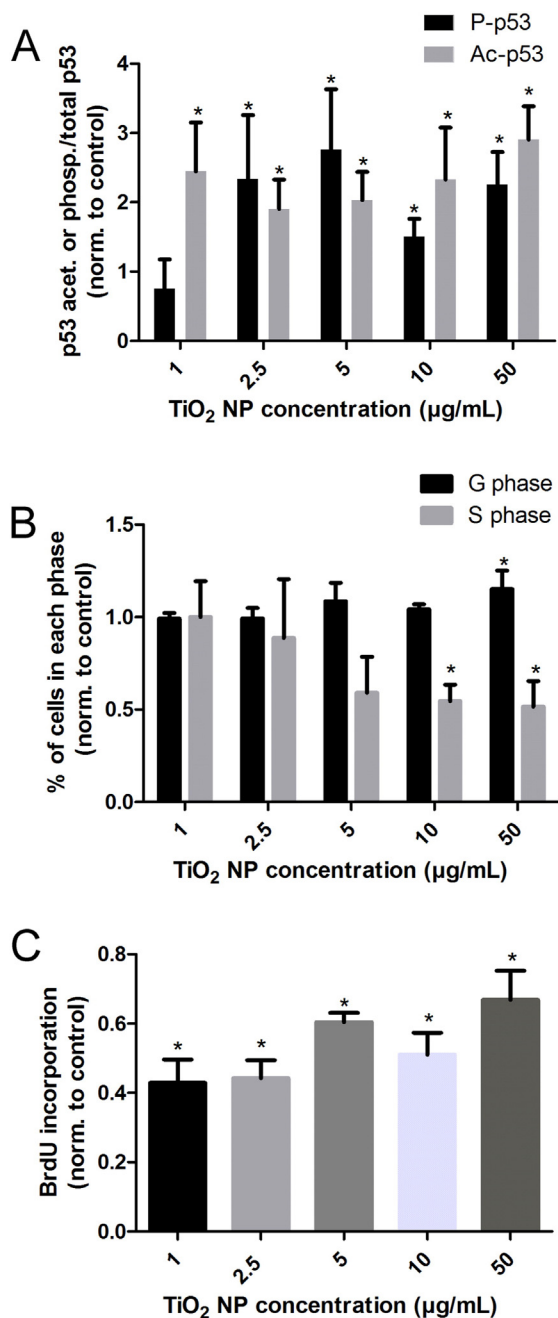 A
P-p53
Ac-p53
p53 acet. or phosp./total p53
(norm. to control)
4
3
2
1
0
* * * * * * * * *
1 2.5 5 10 50
TiO2 NP concentration (µg/mL)
B
G phase
S phase
% of cells in each phase
(norm. to control)
1.5
1.0
0.5
0.0
* * *
1 2.5 5 10 50
TiO2 NP concentration (µg/mL)
C
BrdU incorporation
(norm. to control)
0.8
0.6
0.4
0.2
0.0
* * * * *
1 2.5 5 10 50
TiO2 NP concentration (µg/mL)